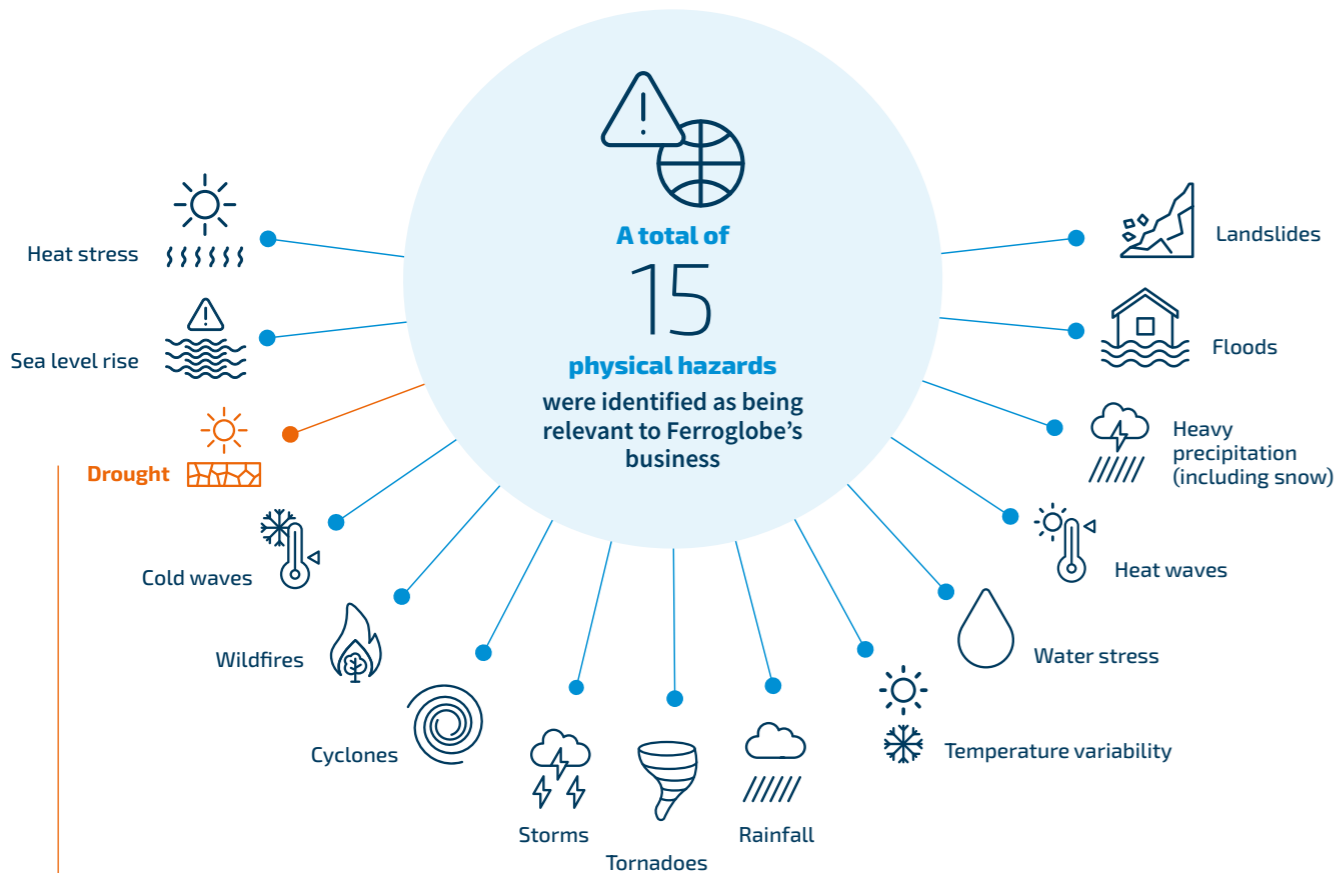 A total of
15
physical hazards
were identified as being
relevant to Ferroglobe’s
business
Heat stress
Sea level rise
Drought
Cold waves
Wildfires
Cyclones
Storms
Tornadoes
Rainfall
Temperature variability
Water stress
Heat waves
Heavy
precipitation
(including snow)
Floods
Landslides